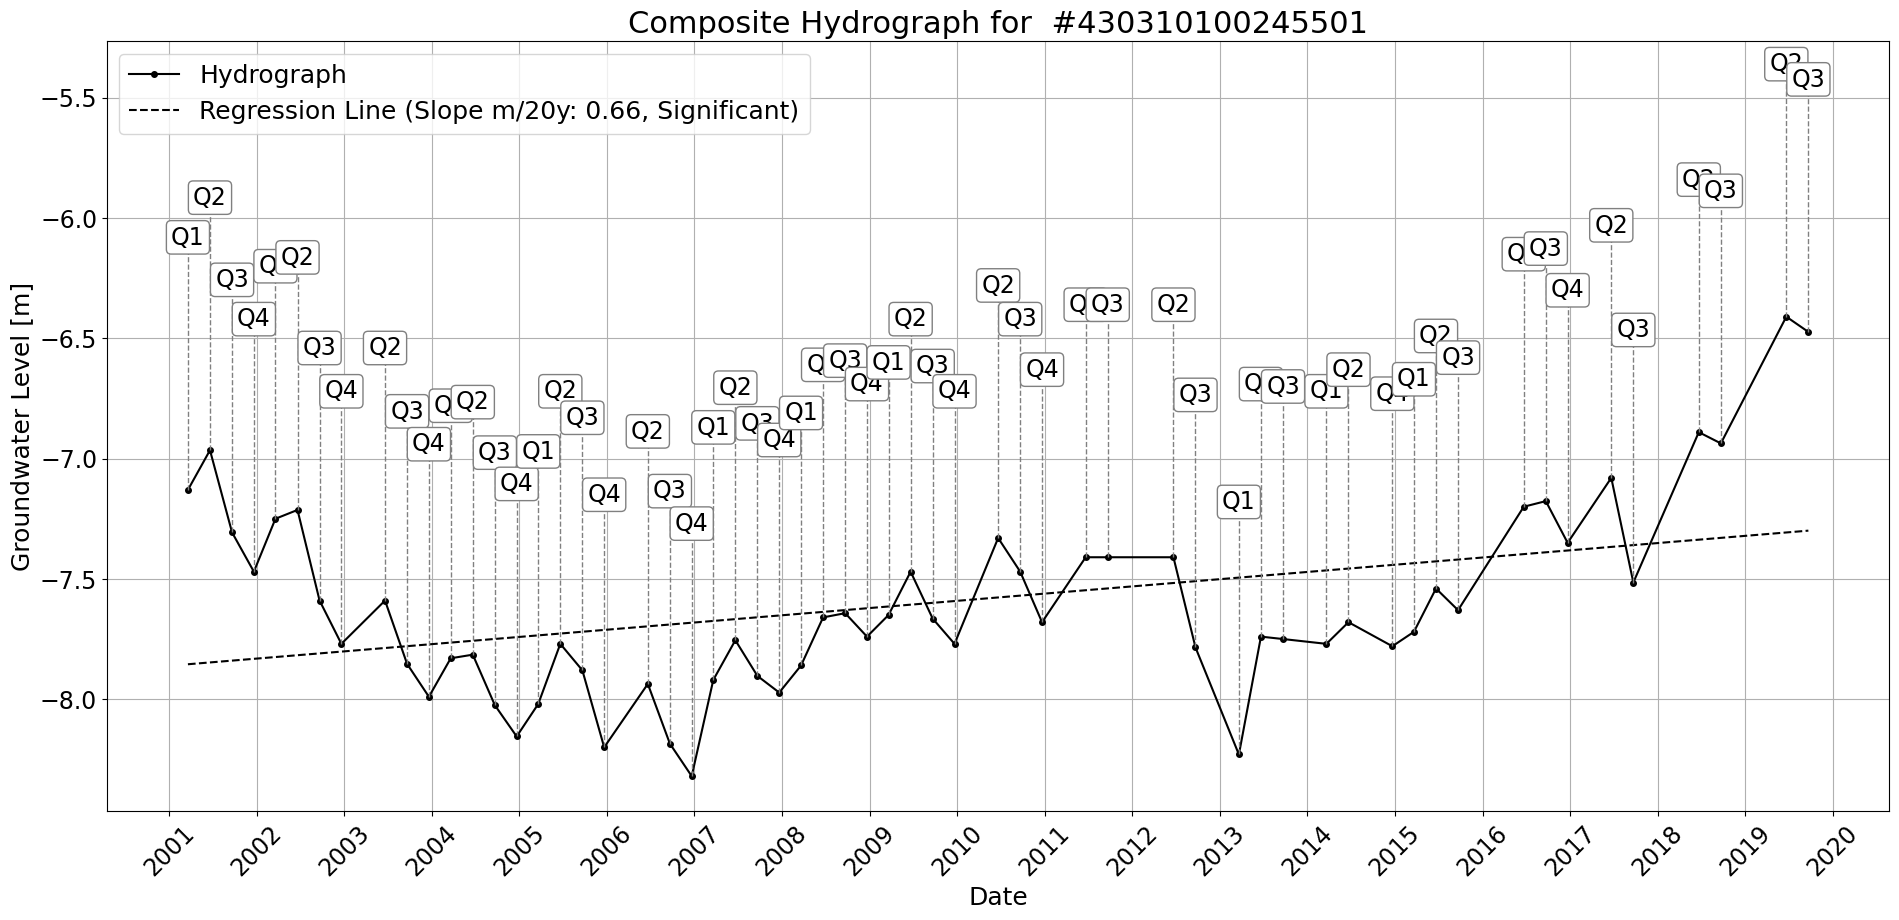 Composite Hydrograph for  #430310100245501
Hydrograph
Regression Line (Slope m/20y: 0.66, Significant)
Groundwater Level [m]
−5.5
−6.0
−6.5
−7.0
−7.5
−8.0
Q1
Q2
Q3
Q4
Q2
Q3
Q4
Q2
Q3
Q4
Q2
Q3
Q4
Q1
Q2
Q3
Q4
Q2
Q3
Q4
Q1
Q2
Q3
Q4
Q1
Q3
Q4
Q1
Q2
Q3
Q4
Q2
Q3
Q4
Q3
Q2
Q3
Q1
Q3
Q1
Q2
Q4
Q1
Q2
Q3
Q3
Q4
Q2
Q3
Q2
Q3
Q2
Q3
2001
2002
2003
2004
2005
2006
2007
2008
2009
2010
2011
2012
2013
2014
2015
2016
2017
2018
2019
2020
Date